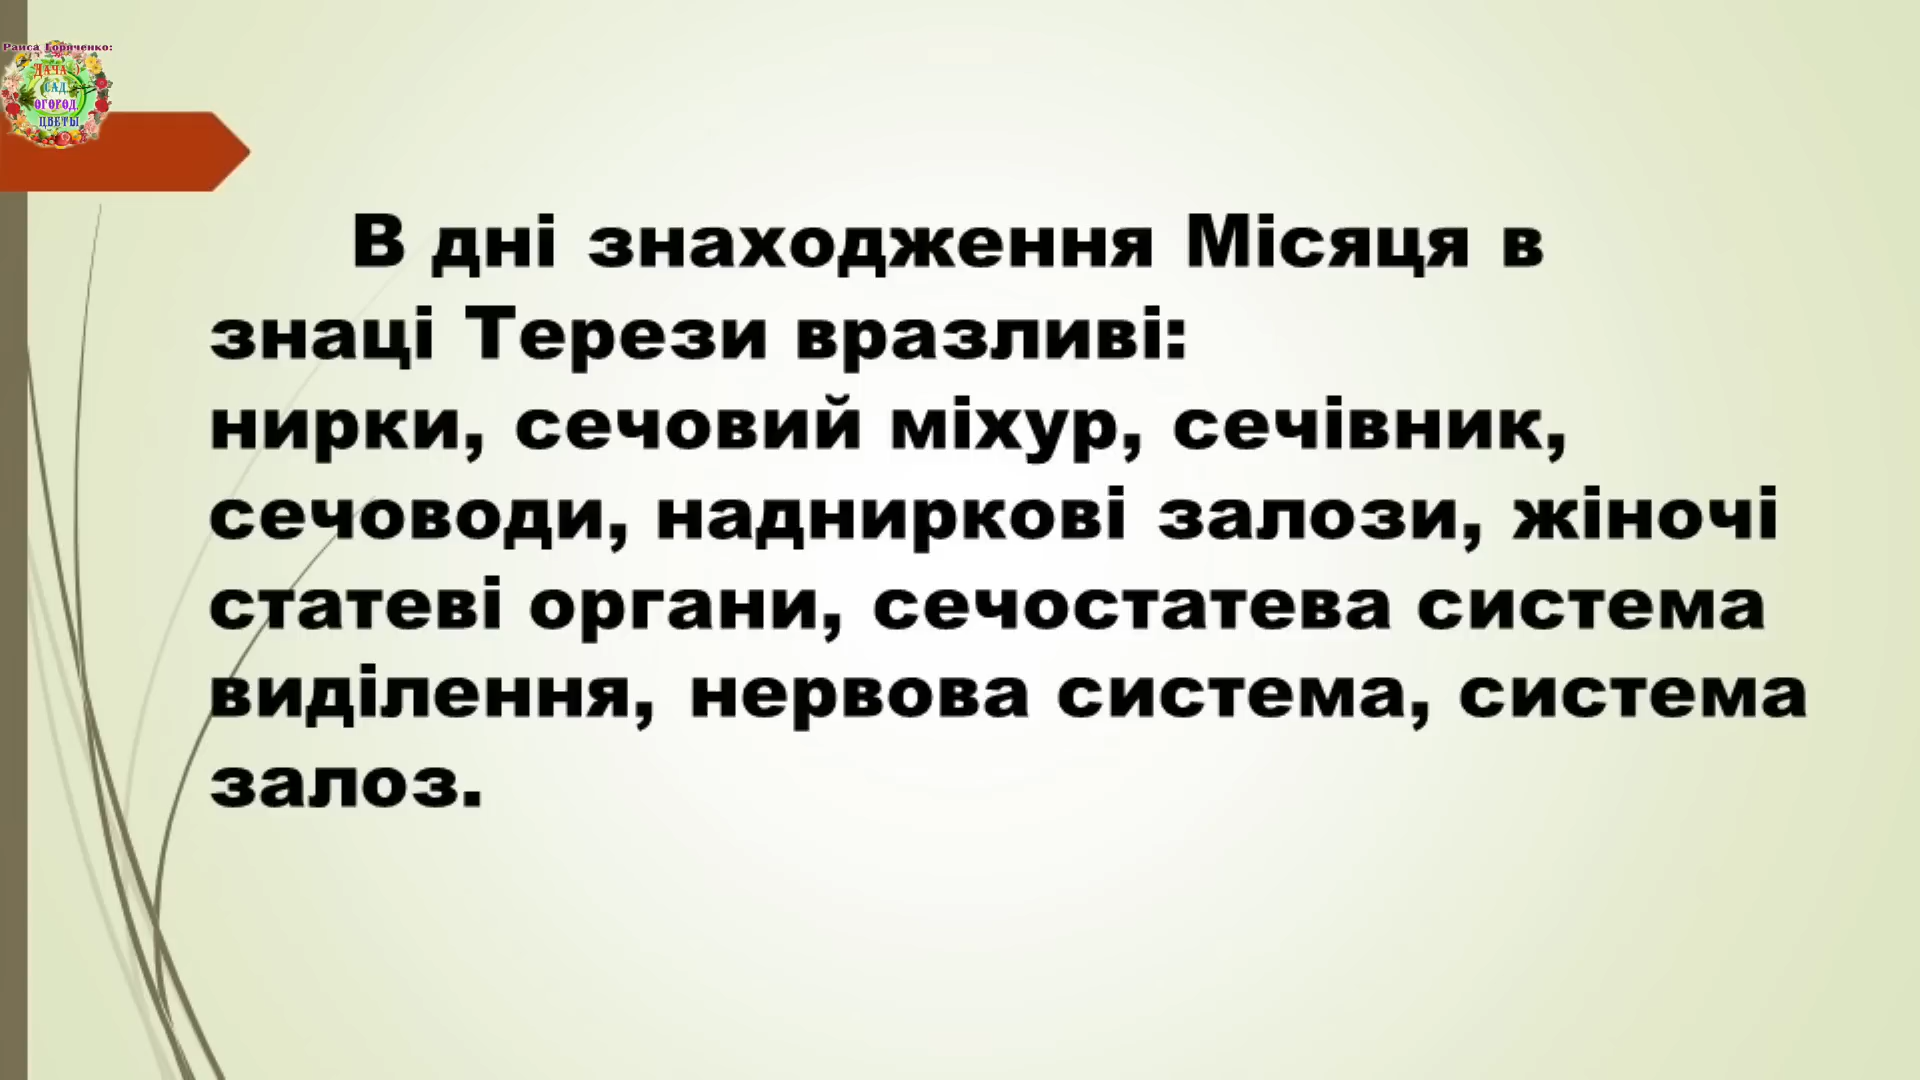 Раиса Горяченко:
ДАЧА
САД,
ОГОРОД,
ЦВЕТЫ
В дні знаходження Місяця в
знаці Терези вразливі:
нирки, сечовий міхур, сечівник,
сечоводи, надниркові залози, жіночі
статеві органи, сечостатева система
виділення, нервова система, система
залоз.